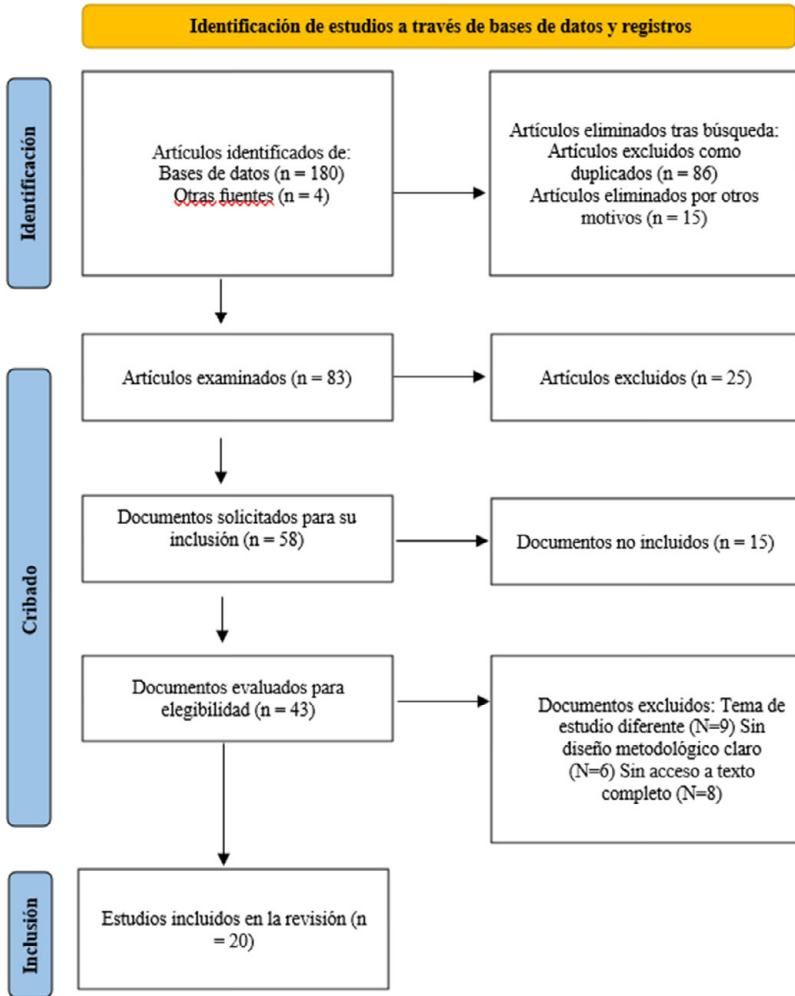 Identificación de estudios a través de bases de datos y registros
Identificación
Artículos identificados de:
Bases de datos (n = 180)
Otras fuentes (n = 4)
Artículos eliminados tras búsqueda:
Artículos excluidos como
duplicados (n = 86)
Artículos eliminados por otros
motivos (n = 15)
Cribado
Artículos examinados (n = 83)
Artículos excluidos (n = 25)
Documentos solicitados para su
inclusión (n = 58)
Documentos no incluidos (n = 15)
Documentos evaluados para
elegibilidad (n = 43)
Documentos excluidos: Tema de
estudio diferente (N=9) Sin
diseño metodológico claro
(N=6) Sin acceso a texto
completo (N=8)
Inclusión
Estudios incluidos en la revisión (n
= 20)